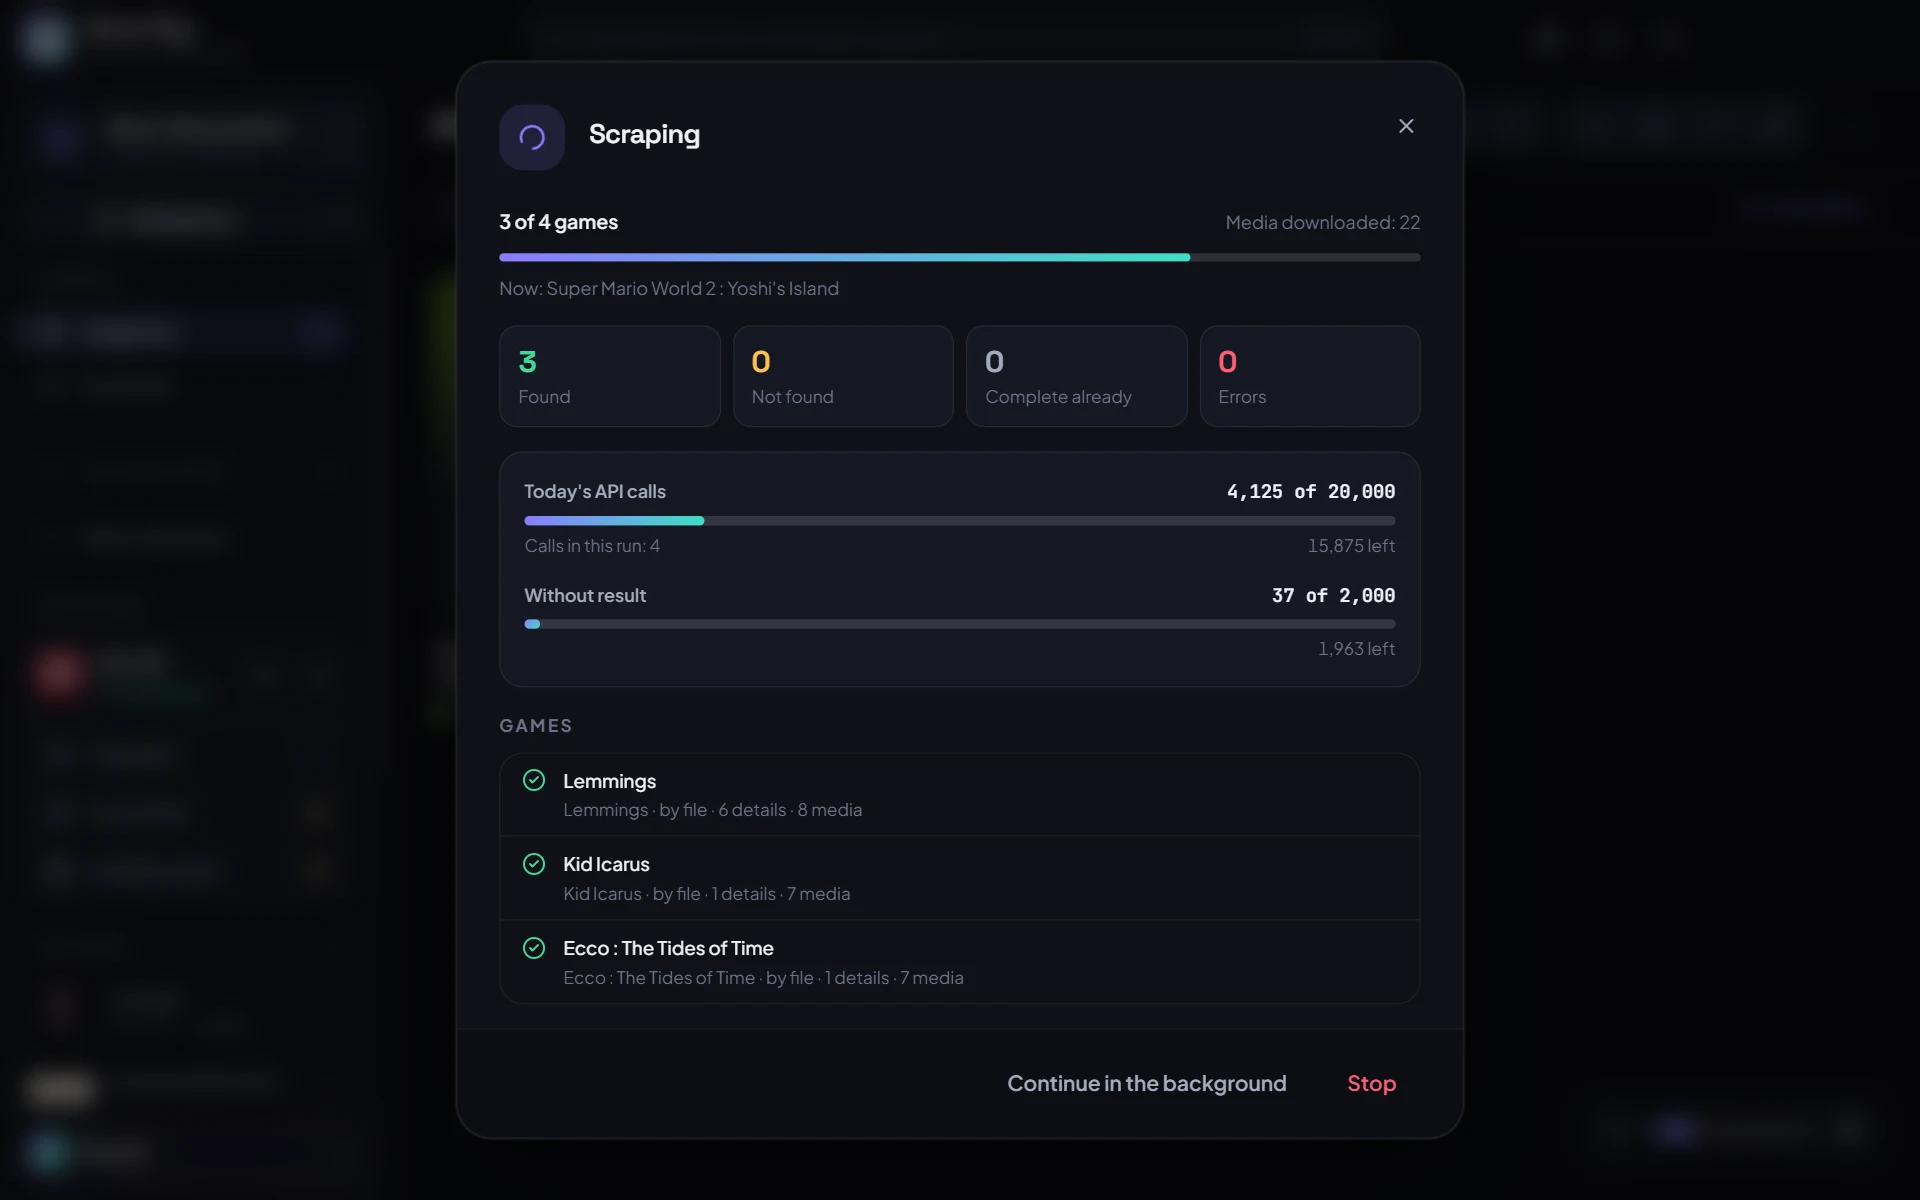 Scraping
3 of 4 games
Media downloaded: 22
Now: Super Mario World 2 : Yoshi's Island
3
Found
0
Not found
0
Complete already
0
Errors
Today's API calls
4,125 of 20,000
Calls in this run: 4
15,875 left
Without result
37 of 2,000
1,963 left
GAMES
Lemmings
Lemmings · by file · 6 details · 8 media
Kid Icarus
Kid Icarus · by file · 1 details · 7 media
Ecco : The Tides of Time
Ecco : The Tides of Time · by file · 1 details · 7 media
Continue in the background
Stop